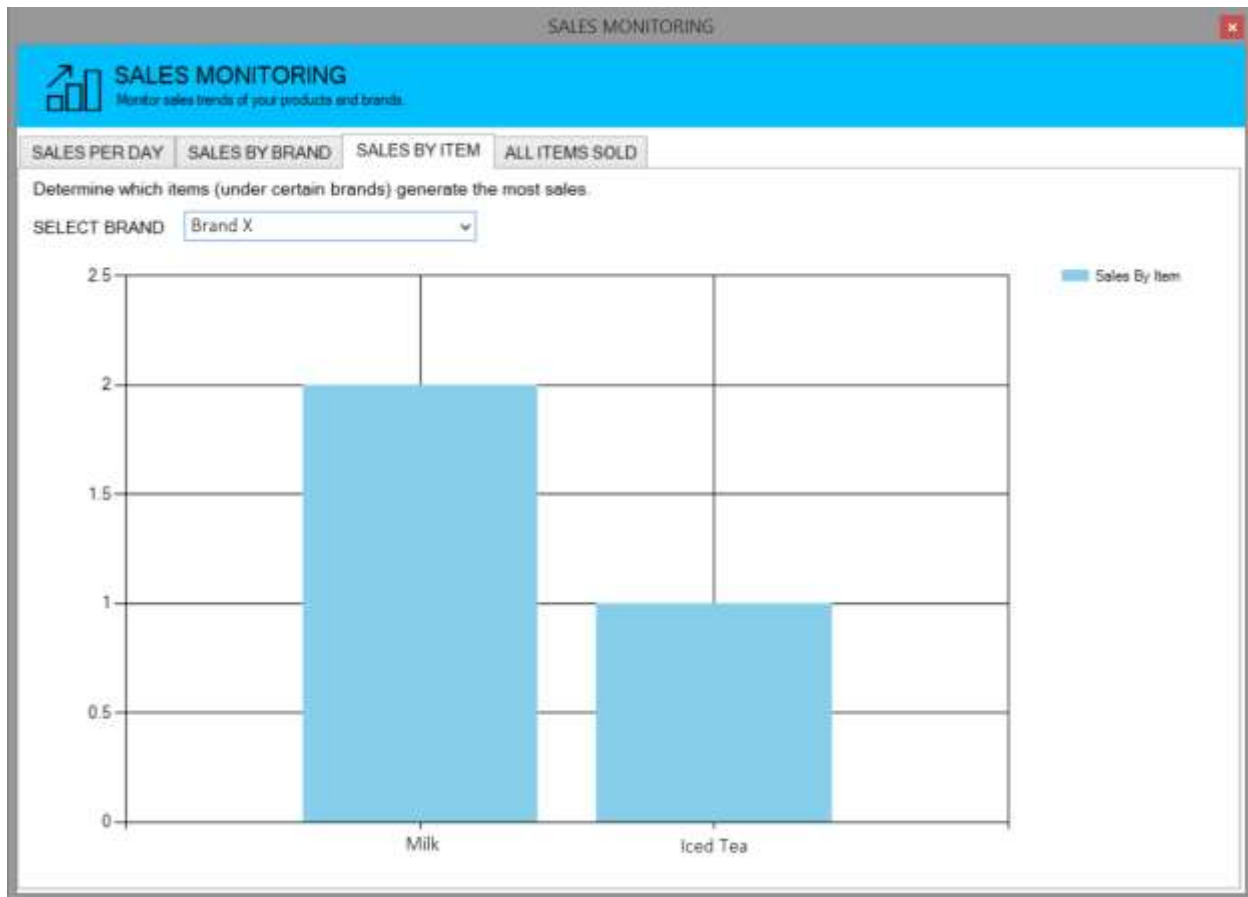 SALES MONITORING
SALES MONITORING
Monitor sales trends of your products and brands.
SALES PER DAY SALES BY BRAND SALES BY ITEM ALL ITEMS SOLD
Determine which items (under certain brands) generate the most sales.
SELECT BRAND Brand X
2.5
Sales By Item
2
1.5
1
0.5
0
Milk Iced Tea